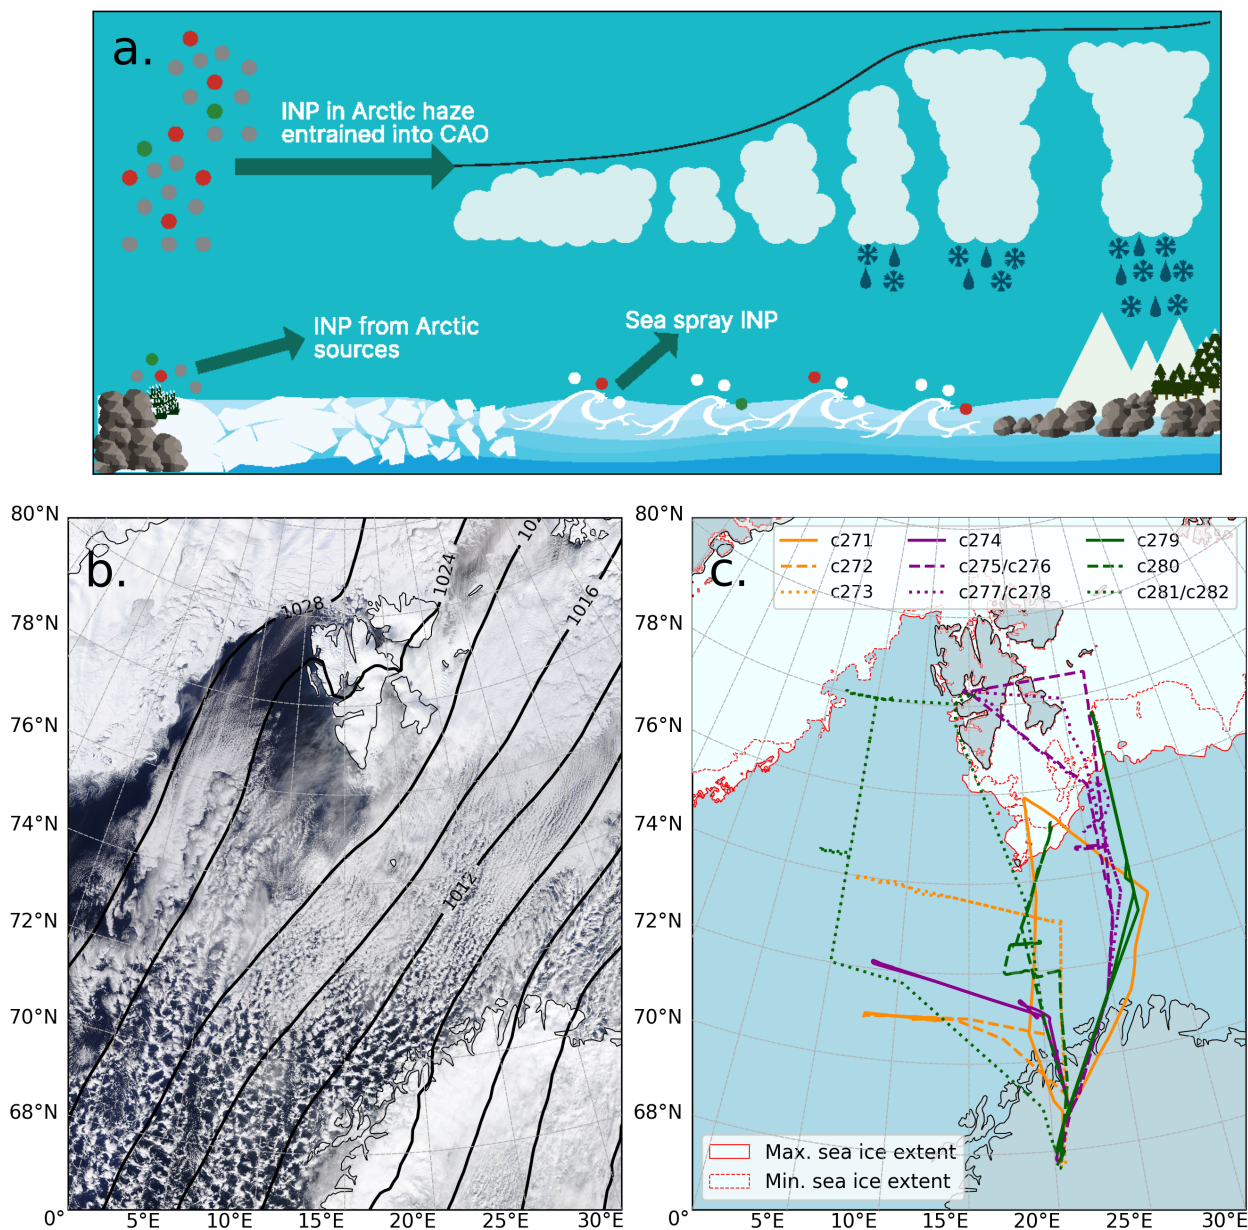 a.
INP in Arctic haze
entrained into CAO
INP from Arctic
sources
Sea spray INP
b.
80°N
78°N
76°N
74°N
72°N
70°N
68°N
0°
5°E
10°E
15°E
20°E
25°E
30°E
1028
1024
1016
1012
c.
80°N
78°N
76°N
74°N
72°N
70°N
68°N
0°
5°E
10°E
15°E
20°E
25°E
30°E
c271
c272
c273
c274
c275/c276
c277/c278
c279
c280
c281/c282
Max. sea ice extent
Min. sea ice extent